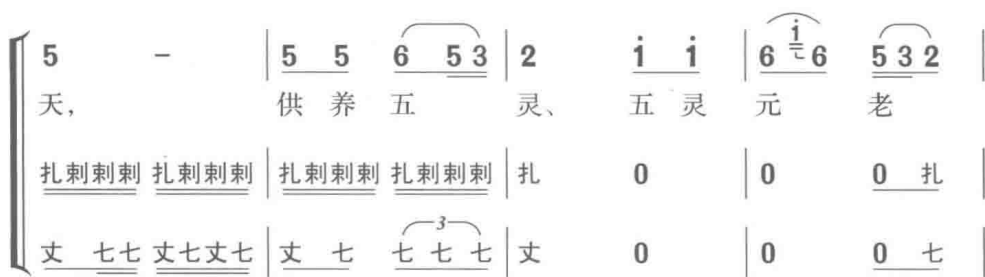 5 - 5 5 6 5 3 2 i i 6 i 6 5 3 2
天, 供 养 五 灵、 五 灵 元 老
扎刺刺刺 扎刺刺刺 扎刺刺刺 扎刺刺刺 扎 0 0 0 扎
丈 七七 丈七丈七 丈 七 3 七 七 七 丈 0 0 0 七